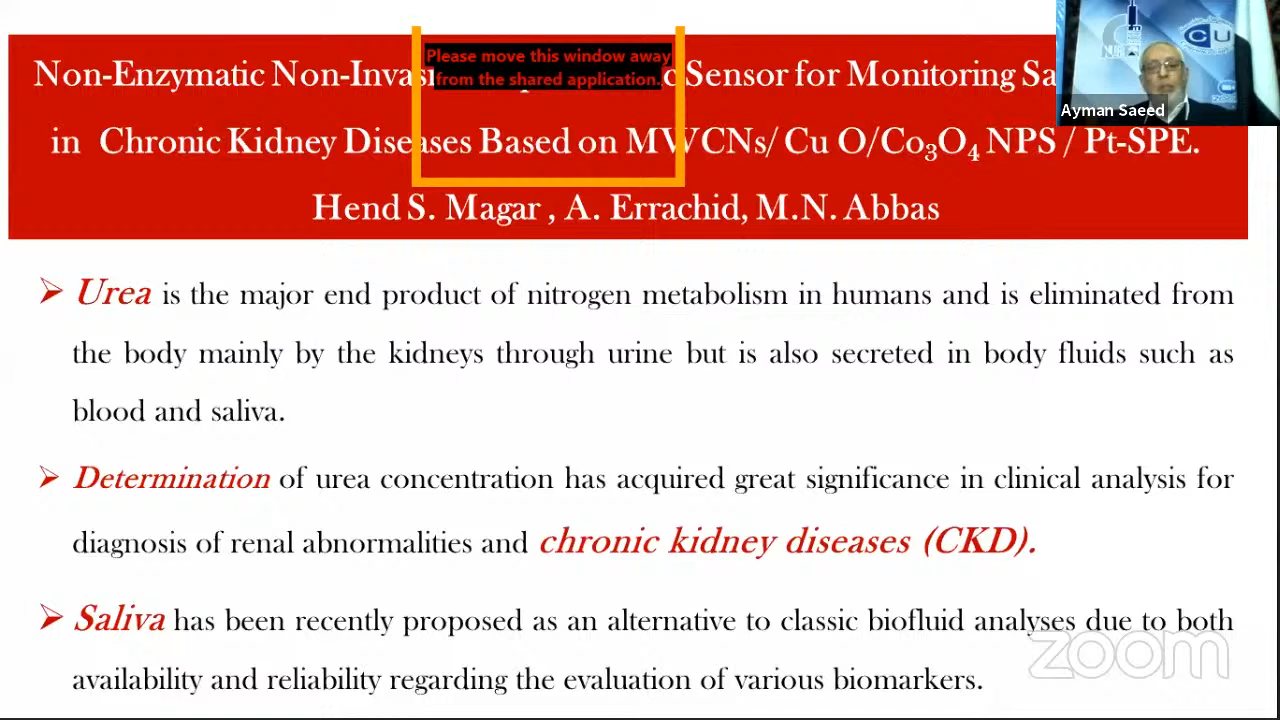 Non-Enzymatic Non-Invas Sensor for Monitoring Sa
Please move this window away
from the shared application.
in Chronic Kidney Diseases Based on MWCNs/ Cu O/Co₃O₄ NPS / Pt-SPE.
Hend S. Magar , A. Errachid, M.N. Abbas
CU
Ayman Saeed
➢ Urea is the major end product of nitrogen metabolism in humans and is eliminated from
the body mainly by the kidneys through urine but is also secreted in body fluids such as
blood and saliva.
➢ Determination of urea concentration has acquired great significance in clinical analysis for
diagnosis of renal abnormalities and chronic kidney diseases (CKD).
➢ Saliva has been recently proposed as an alternative to classic biofluid analyses due to both
availability and reliability regarding the evaluation of various biomarkers.
zoom